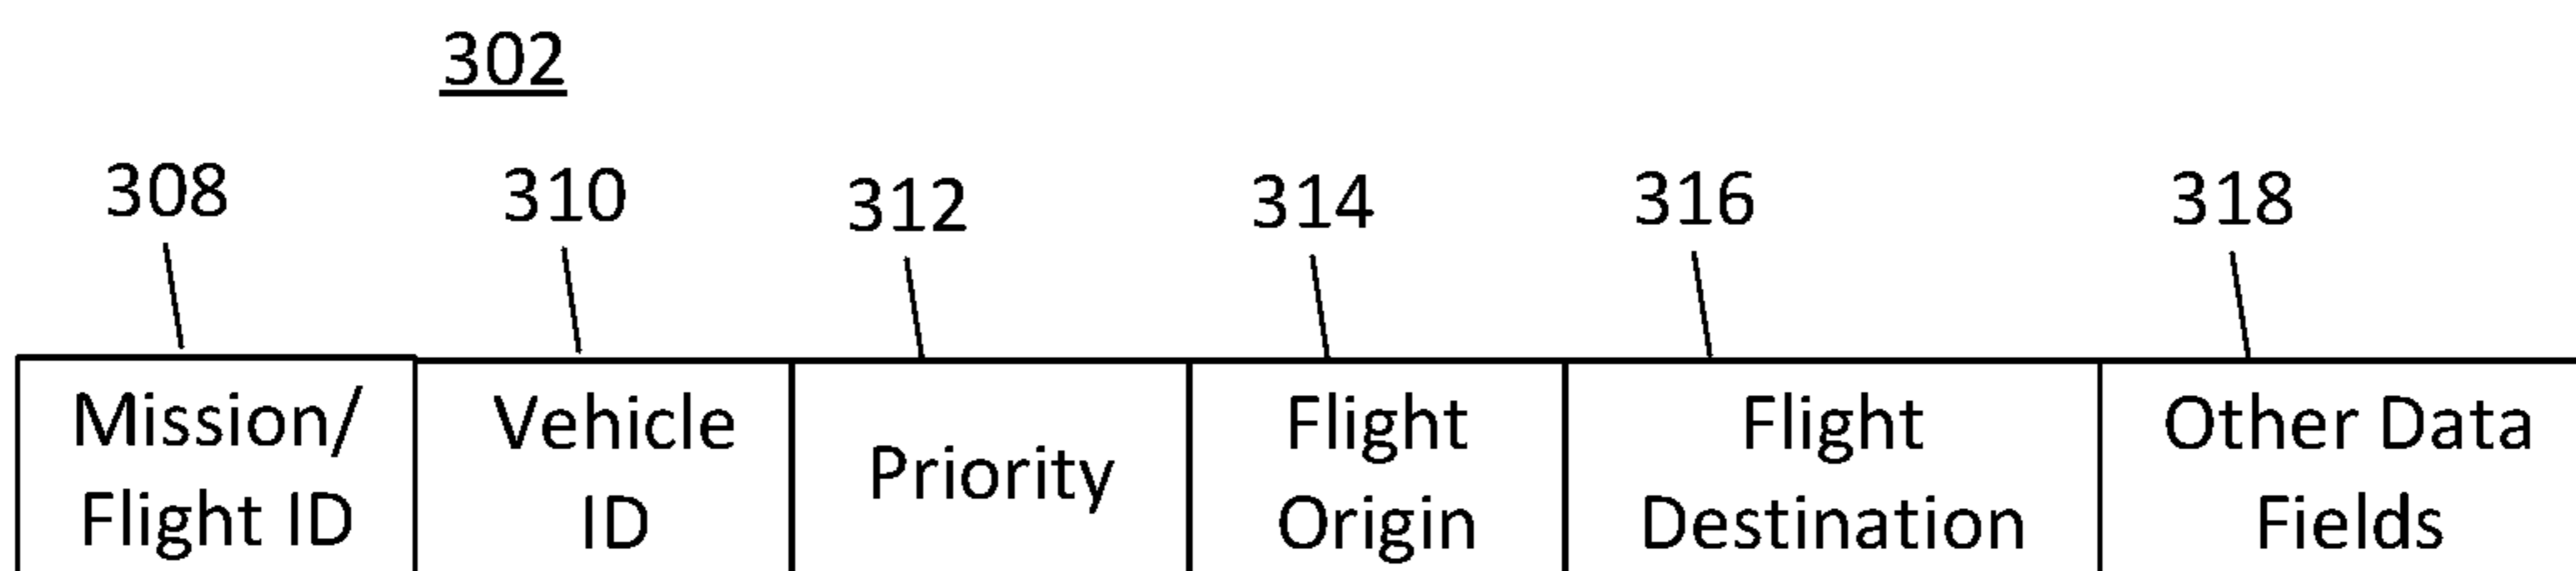 302
308 310 312 314 316 318
Mission/ Flight ID
Vehicle ID
Priority
Flight Origin
Flight Destination
Other Data Fields